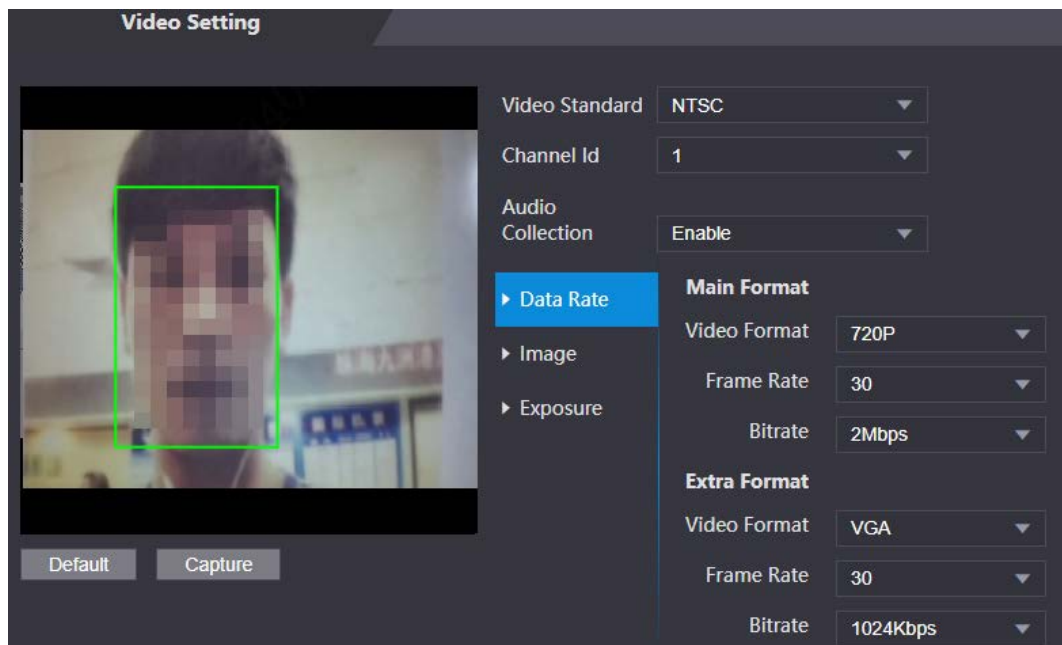 Video Setting
Video Standard NTSC
Channel Id 1
Audio
Collection Enable
Data Rate
Image
Exposure
Main Format
Video Format 720P
Frame Rate 30
Bitrate 2Mbps
Extra Format
Video Format VGA
Frame Rate 30
Bitrate 1024Kbps
Default Capture